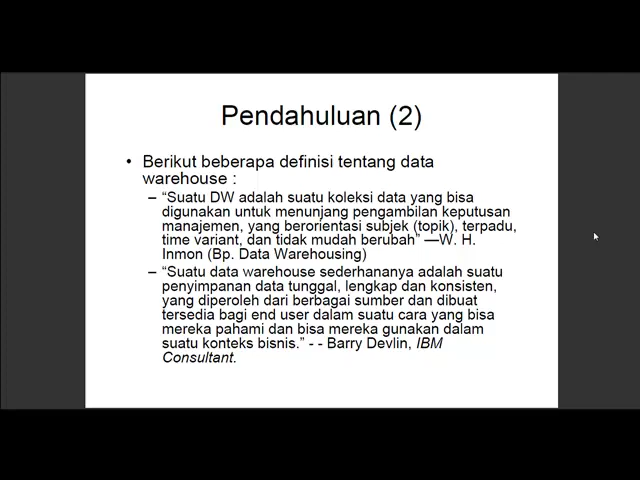 Pendahuluan (2)
• Berikut beberapa definisi tentang data
warehouse :
– “Suatu DW adalah suatu koleksi data yang bisa
digunakan untuk menunjang pengambilan keputusan
manajemen, yang berorientasi subjek (topik), terpadu,
time variant, dan tidak mudah berubah” —W. H.
Inmon (Bp. Data Warehousing)
– “Suatu data warehouse sederhananya adalah suatu
penyimpanan data tunggal, lengkap dan konsisten,
yang diperoleh dari berbagai sumber dan dibuat
tersedia bagi end user dalam suatu cara yang bisa
mereka pahami dan bisa mereka gunakan dalam
suatu konteks bisnis.” - - Barry Devlin, IBM
Consultant.